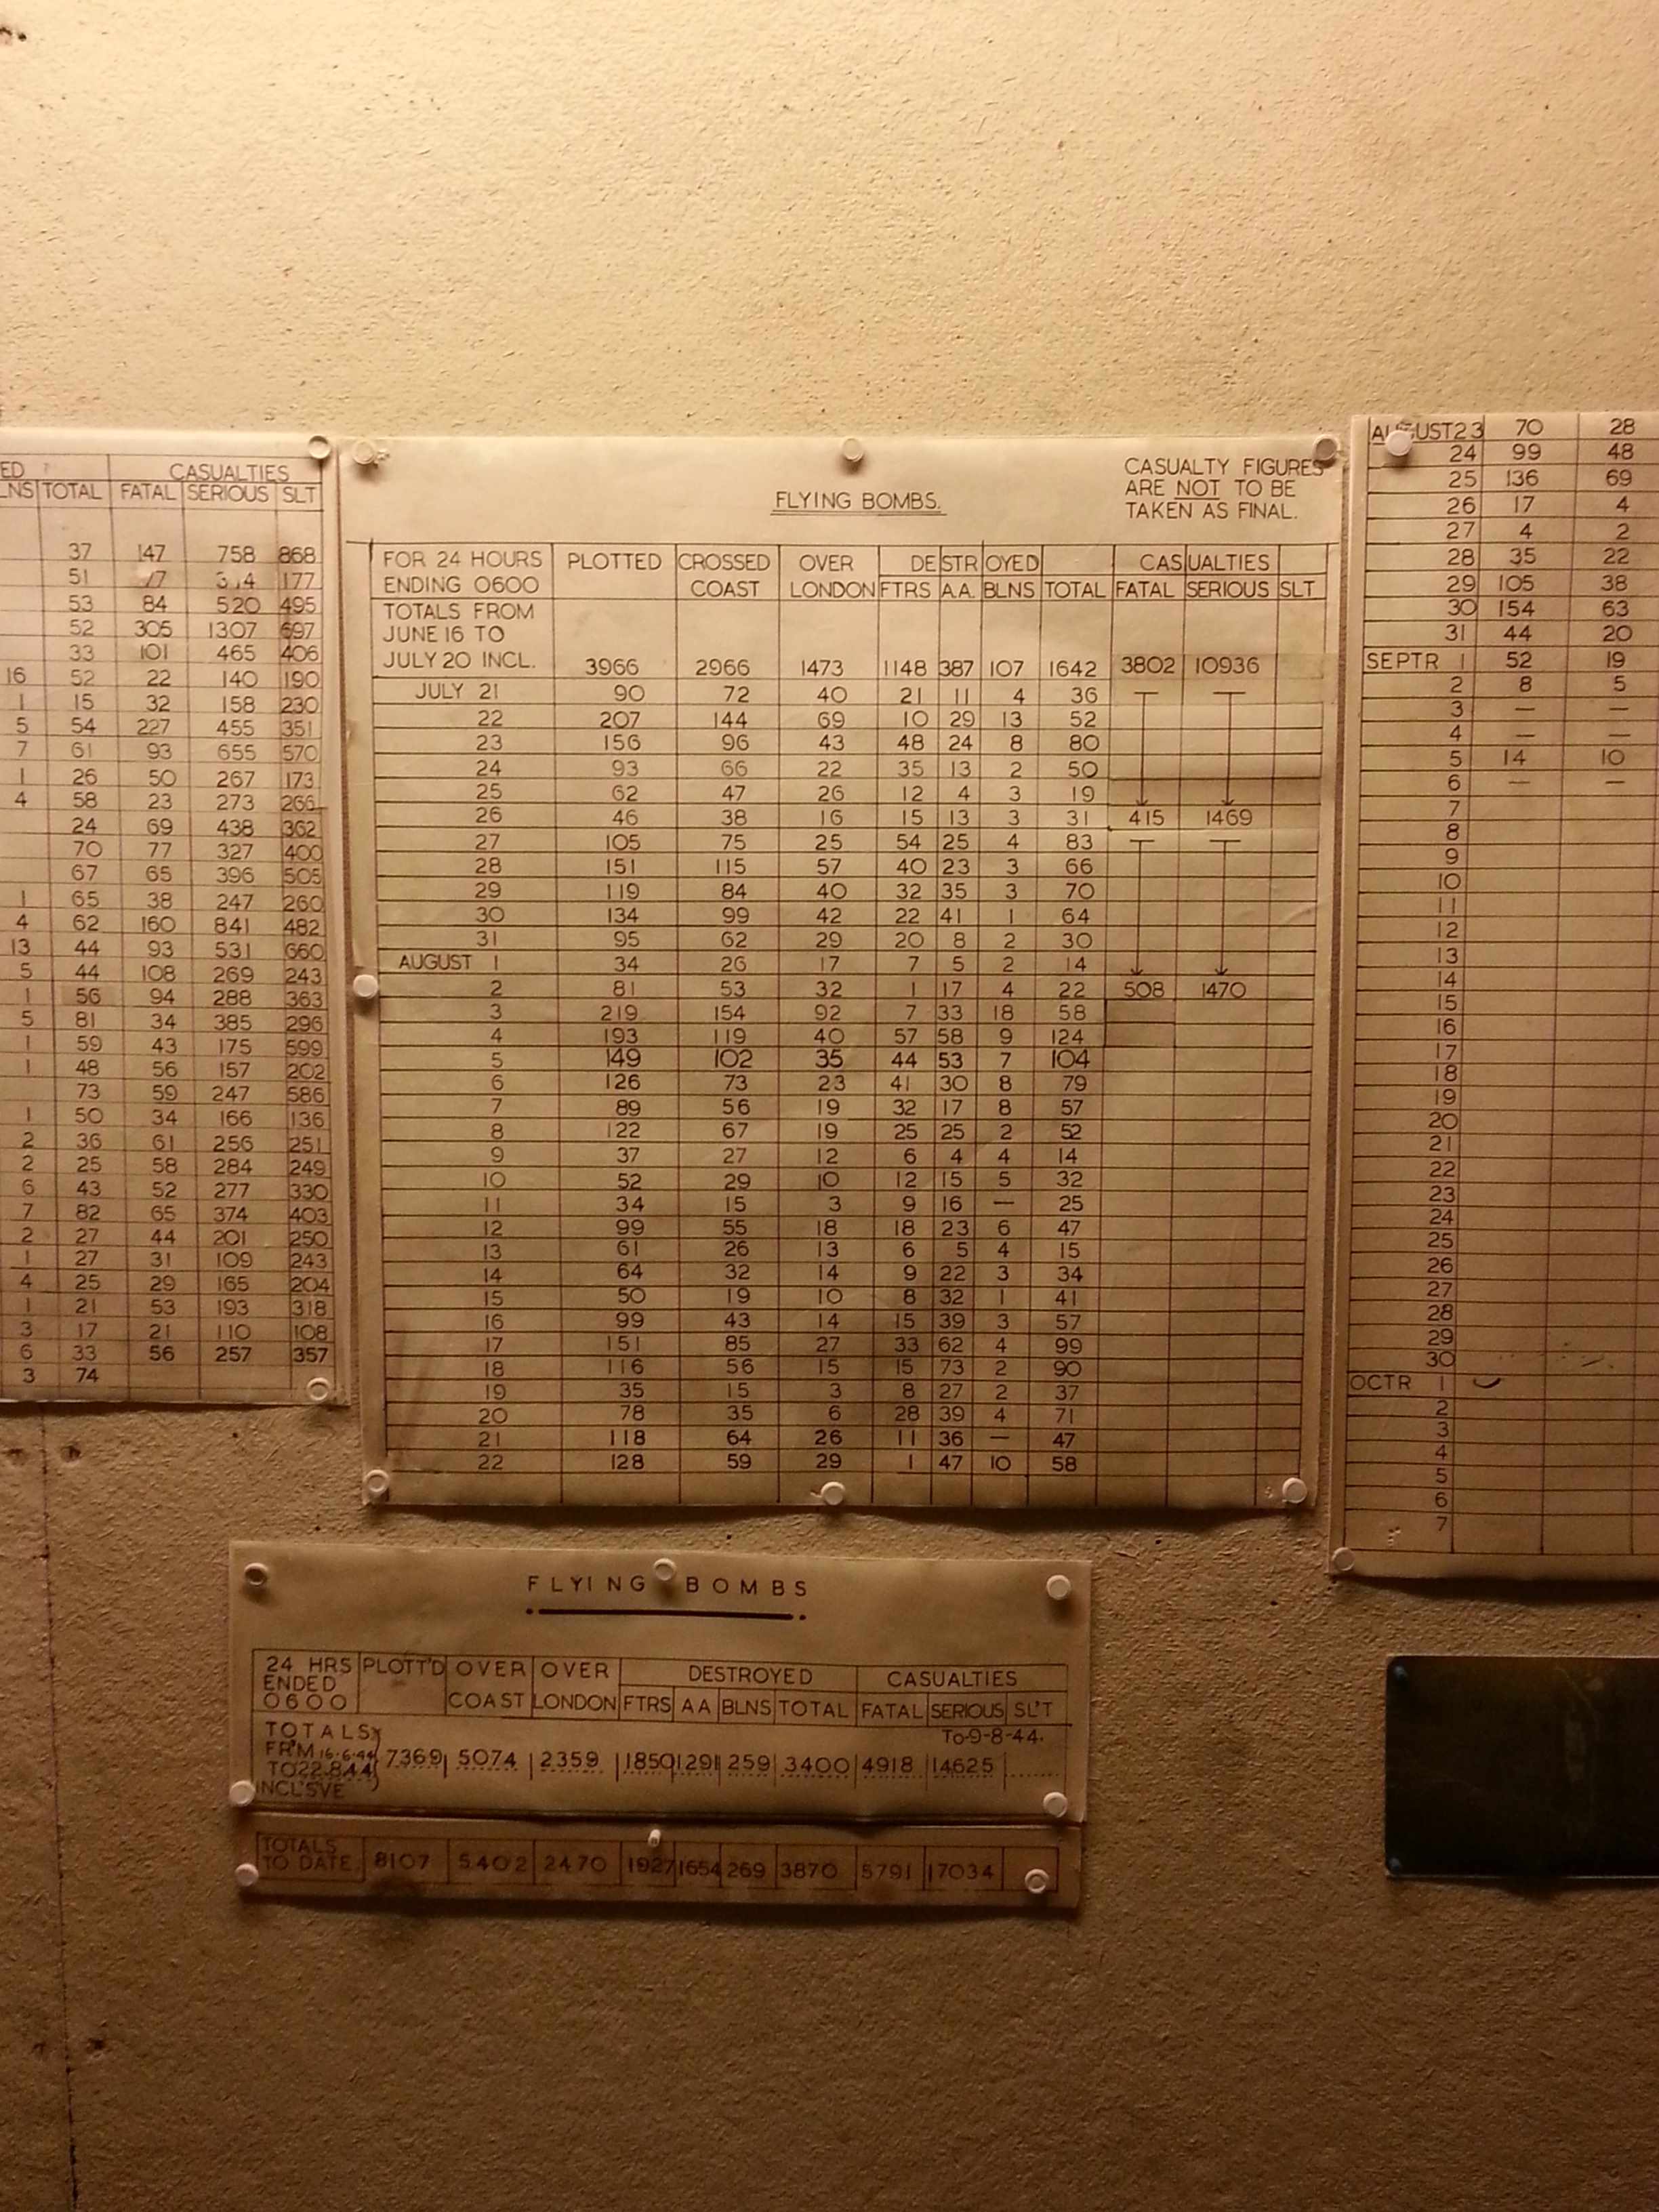 ED
CASUALTIES
LNS TOTAL FATAL SERIOUS SLT
37 147 758 868
51 177
53 84 520 495
52 305 1307 697
33 101 465 406
16 52 22 140 190
1 15 32 158 230
5 54 227 455 351
7 61 93 655 570
1 26 50 267 173
4 58 23 273 266
24 69 438 362
70 77 327 400
67 65 396 505
1 65 38 247 260
4 62 160 841 482
13 44 93 531 660
5 44 108 269 243
1 56 94 288 363
5 81 34 385 296
1 59 43 175 599
1 48 56 157 202
73 59 247 586
1 50 34 166 136
2 36 61 256 251
2 25 58 284 249
6 43 52 277 330
7 82 65 374 403
2 27 44 201 250
1 27 31 109 243
4 25 29 165 204
1 21 53 193 318
3 17 21 110 108
6 33 56 257 357
3 74
FLYING BOMBS.
CASUALTY FIGURES
ARE NOT TO BE
TAKEN AS FINAL.
FOR 24 HOURS PLOTTED CROSSED OVER DESTROYED CASUALTIES
ENDING 0600 COAST LONDON FTRS A.A. BLNS TOTAL FATAL SERIOUS SLT
TOTALS FROM
JUNE 16 TO
JULY 20 INCL. 3966 2966 1473 1148 387 107 1642 3802 10936
JULY 21 90 72 40 21 11 4 36
22 207 144 69 10 29 13 52
23 156 96 43 48 24 8 80
24 93 66 22 35 13 2 50
25 62 47 26 12 4 3 19
26 46 38 16 15 13 3 31 415 1469
27 105 75 25 54 25 4 83
28 151 115 57 40 23 3 66
29 119 84 40 32 35 3 70
30 134 99 42 22 41 1 64
31 95 62 29 20 8 2 30
AUGUST 1 34 26 17 7 5 2 14
2 81 53 32 1 17 4 22 508 1470
3 219 154 92 7 33 18 58
4 193 119 40 57 58 9 124
5 149 102 35 44 53 7 104
6 126 73 23 41 30 8 79
7 89 56 19 32 17 8 57
8 122 67 19 25 25 2 52
9 37 27 12 6 4 4 14
10 52 29 10 12 15 5 32
11 34 15 3 9 16 — 25
12 99 55 18 18 23 6 47
13 61 26 13 6 5 4 15
14 64 32 14 9 22 3 34
15 50 19 10 8 32 1 41
16 99 43 14 15 39 3 57
17 151 85 27 33 62 4 99
18 116 56 15 15 73 2 90
19 35 15 3 8 27 2 37
20 78 35 6 28 39 4 71
21 118 64 26 11 36 — 47
22 128 59 29 1 47 10 58
AUGUST 23 70 28
24 99 48
25 136 69
26 17 4
27 4 2
28 35 22
29 105 38
30 154 63
31 44 20
SEPTR 1 52 19
2 8 5
3 — —
4 — —
5 14 10
6 — —
7
8
9
10
11
12
13
14
15
16
17
18
19
20
21
22
23
24
25
26
27
28
29
30
OCTR 1
2
3
4
5
6
7
FLYING BOMBS
24 HRS PLOTT'D OVER OVER DESTROYED CASUALTIES
ENDED
0600 COAST LONDON FTRS AA BLNS TOTAL FATAL SERIOUS SL'T
TOTALS To-9-8-44.
FR'M 16.6.44 7369 5074 2359 1850 1291 259 3400 4918 14625
TO 22.8.44
INCL'SVE
TOTALS
TO DATE. 8107 5402 2470 1927 1654 269 3870 5791 17034